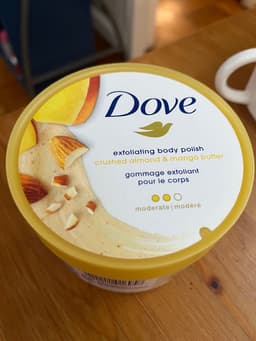 Dove
exfoliating body polish
crushed almond & mango butter
gommage exfoliant
pour le corps
moderate | modéré